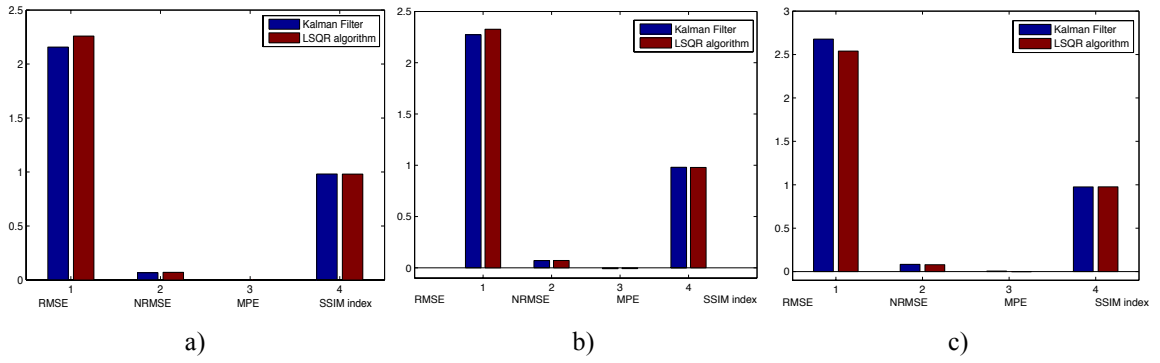 2.5
2
1.5
1
0.5
0
Kalman Filter
LSQR algorithm
1 2 3 4
RMSE NRMSE MPE SSIM index
a)
2.5
2
1.5
1
0.5
0
Kalman Filter
LSQR algorithm
1 2 3 4
RMSE NRMSE MPE SSIM index
b)
3
2.5
2
1.5
1
0.5
0
Kalman Filter
LSQR algorithm
1 2 3 4
RMSE NRMSE MPE SSIM index
c)